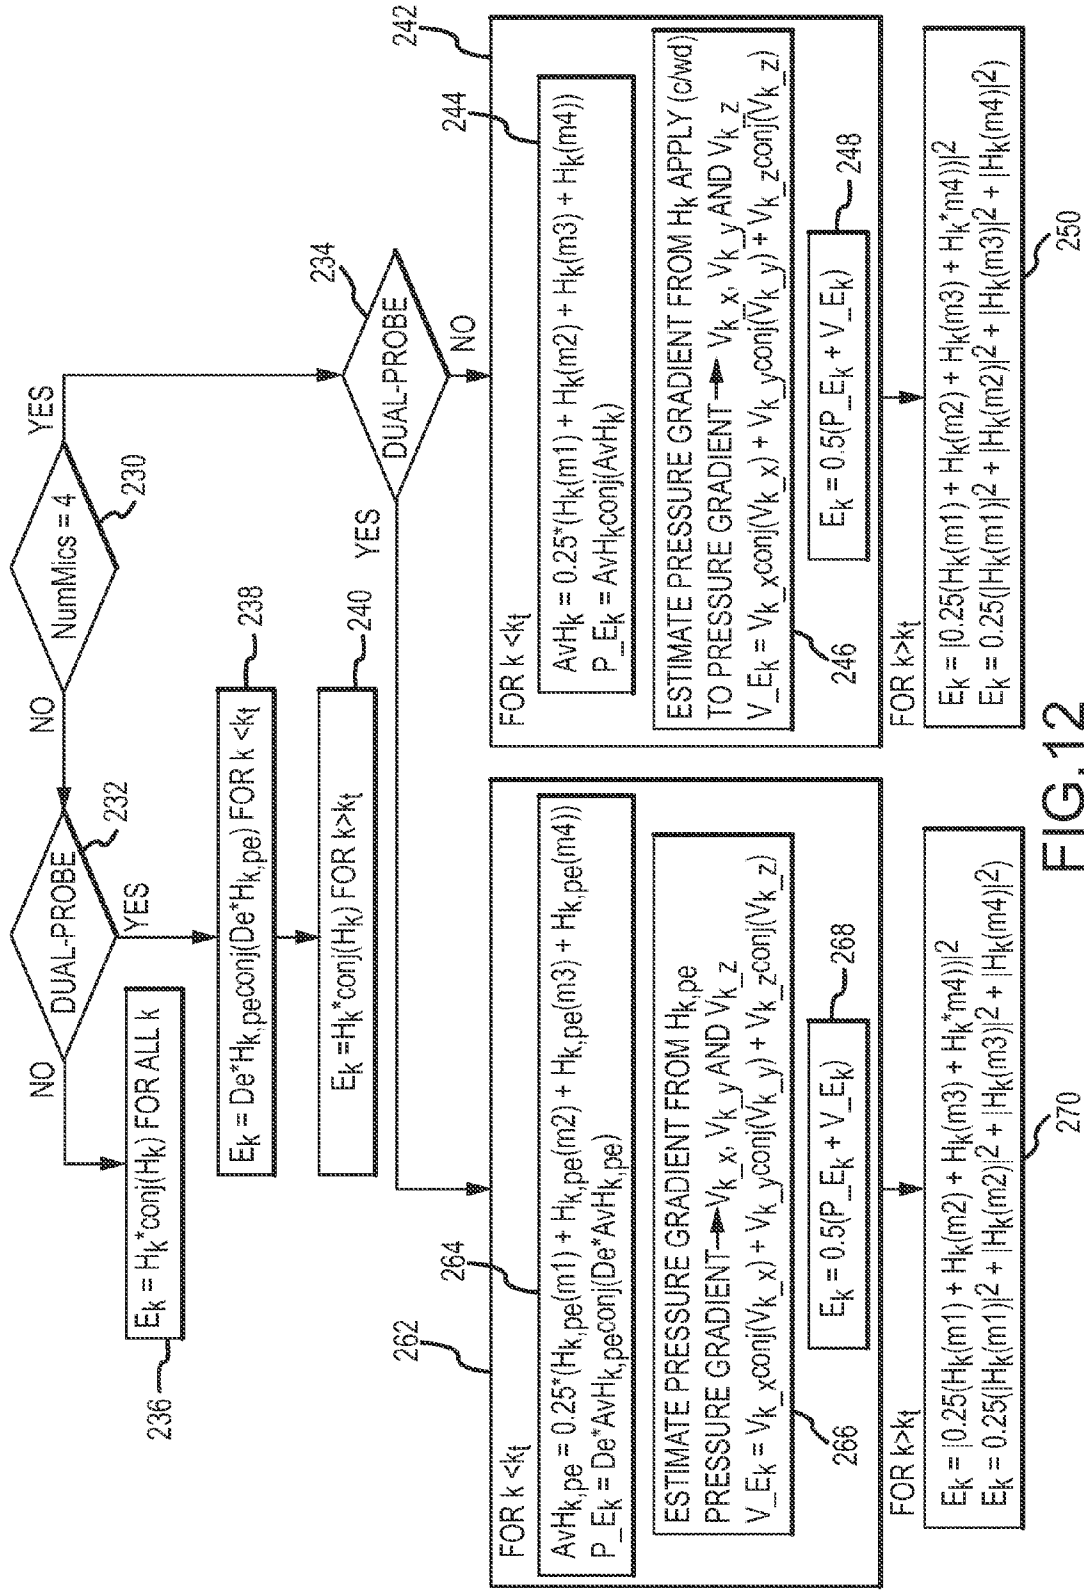 NumMics = 4
230
NO
YES
DUAL-PROBE
232
DUAL-PROBE
234
NO
YES
E_k = H_k*conj(H_k) FOR ALL k
236
E_k = De*H_k,pe conj(De*H_k,pe) FOR k <k_t
238
E_k =H_k*conj(H_k) FOR k>k_t
240
YES
NO
262
FOR k <k_t
264
AvH_k,pe = 0.25*(H_k,pe(m1) + H_k,pe(m2) + H_k,pe(m3) + H_k,pe(m4))
P_E_k = De*AvH_k,pe conj(De*AvH_k,pe)
ESTIMATE PRESSURE GRADIENT FROM H_k,pe
PRESSURE GRADIENT→V_k_x, V_k_y AND V_k_z
V_E_k = V_k_x conj(V_k_x) + V_k_y conj(V_k_y) + V_k_z conj(V_k_z)
266
E_k = 0.5(P_E_k + V_E_k)
268
FOR k>k_t
E_k = |0.25(H_k(m1) + H_k(m2) + H_k(m3) + H_k*m4))|²
E_k = 0.25(|H_k(m1)|² + |H_k(m2)|² + |H_k(m3)|² + |H_k(m4)|²)
270
242
FOR k <k_t
244
AvH_k = 0.25*(H_k(m1) + H_k(m2) + H_k(m3) + H_k(m4))
P_E_k = AvH_k conj(AvH_k)
ESTIMATE PRESSURE GRADIENT FROM H_k APPLY (c/wd)
TO PRESSURE GRADIENT→ V_k_x, V_k_y AND V_k_z
V_E_k = V_k_x conj(V_k_x) + V_k_y conj(V_k_y) + V_k_z conj(V_k_z)
246
E_k = 0.5(P_E_k + V_E_k)
248
FOR k>k_t
E_k = |0.25(H_k(m1) + H_k(m2) + H_k(m3) + H_k*m4))|²
E_k = 0.25(|H_k(m1)|² + |H_k(m2)|² + |H_k(m3)|² + |H_k(m4)|²)
250
FIG.12